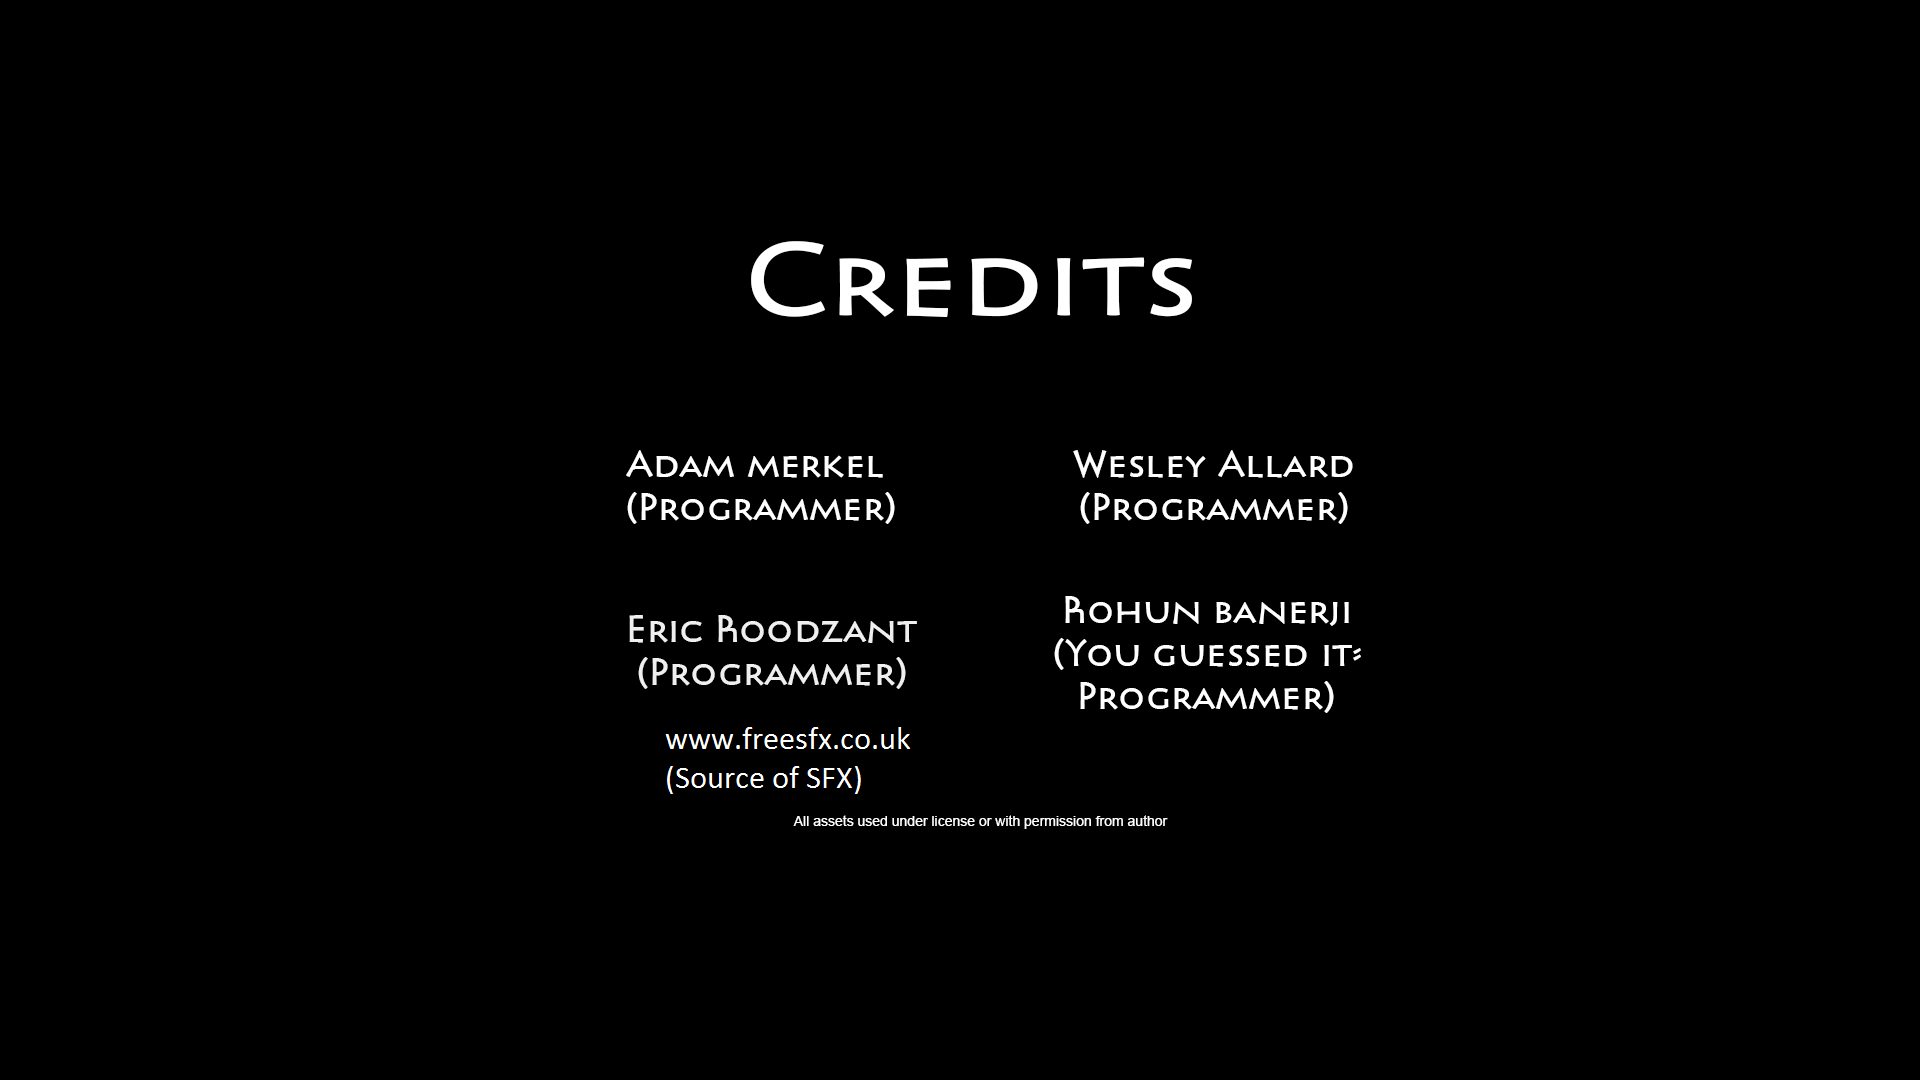 Credits
Adam merkel
(Programmer)
Wesley Allard
(Programmer)
Eric Roodzant
(Programmer)
Rohun banerji
(You guessed it:
Programmer)
www.freesfx.co.uk
(Source of SFX)
All assets used under license or with permission from author